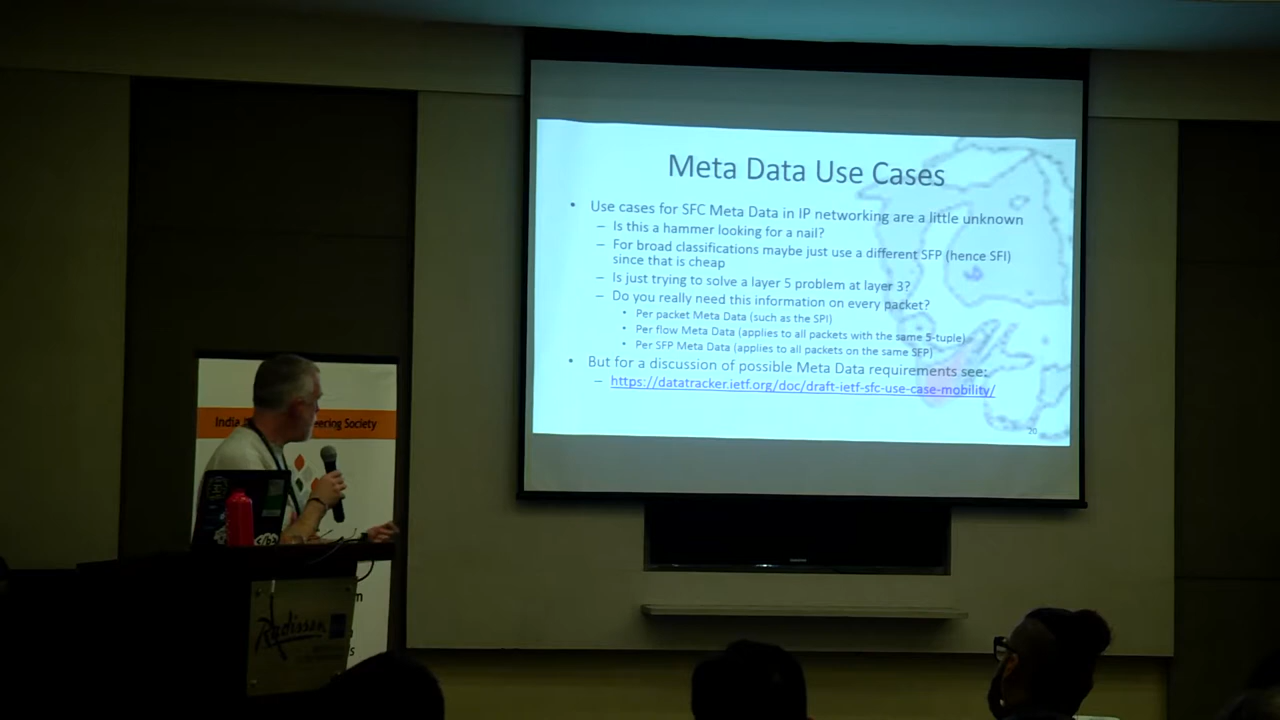 Meta Data Use Cases
• Use cases for SFC Meta Data in IP networking are a little unknown
– Is this a hammer looking for a nail?
– For broad classifications maybe just use a different SFP (hence SFI)
since that is cheap
– Is just trying to solve a layer 5 problem at layer 3?
– Do you really need this information on every packet?
• Per packet Meta Data (such as the SPI)
• Per flow Meta Data (applies to all packets with the same 5-tuple)
• Per SFP Meta Data (applies to all packets on the same SFP)
• But for a discussion of possible Meta Data requirements see:
– https://datatracker.ietf.org/doc/draft-ietf-sfc-use-case-mobility/
20
India
eering Society
Radisson